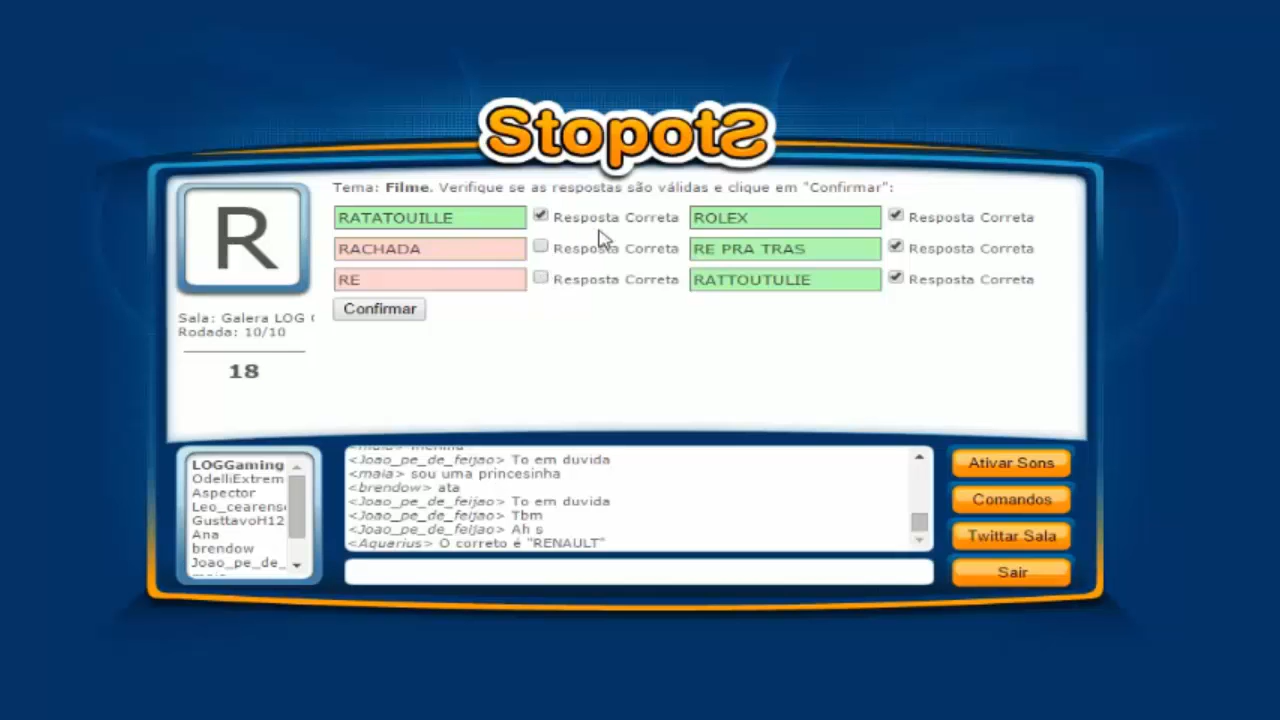 StopotS
R
Tema: Filme. Verifique se as respostas são válidas e clique em "Confirmar":
RATATOUILLE Resposta Correta ROLEX Resposta Correta
RACHADA Resposta Correta RE PRA TRAS Resposta Correta
RE Resposta Correta RATTOUTULIE Resposta Correta
Confirmar
Sala: Galera LOG
Rodada: 10/10
18
LOGGaming
OdelliExtrem
Aspector
Leo_cearens
GusttavoH12
Ana
brendow
Joao_pe_de_
<Joao_pe_de_feijao> To em duvida
<maia> sou uma princesinha
<brendow> ata
<Joao_pe_de_feijao> To em duvida
<Joao_pe_de_feijao> Tbm
<Joao_pe_de_feijao> Ah s
<Aquarius> O correto é "RENAULT"
Ativar Sons
Comandos
Twittar Sala
Sair